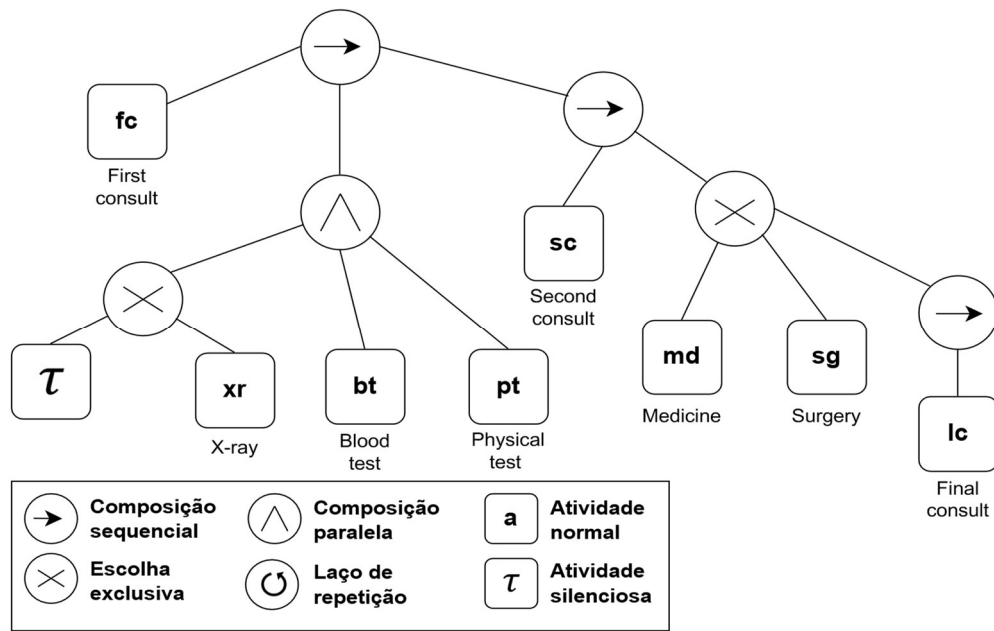 fc
First
consult
sc
Second
consult
τ
xr
X-ray
bt
Blood
test
pt
Physical
test
md
Medicine
sg
Surgery
lc
Final
consult
Composição
sequencial
Composição
paralela
a
Atividade
normal
Escolha
exclusiva
Laço de
repetição
τ
Atividade
silenciosa